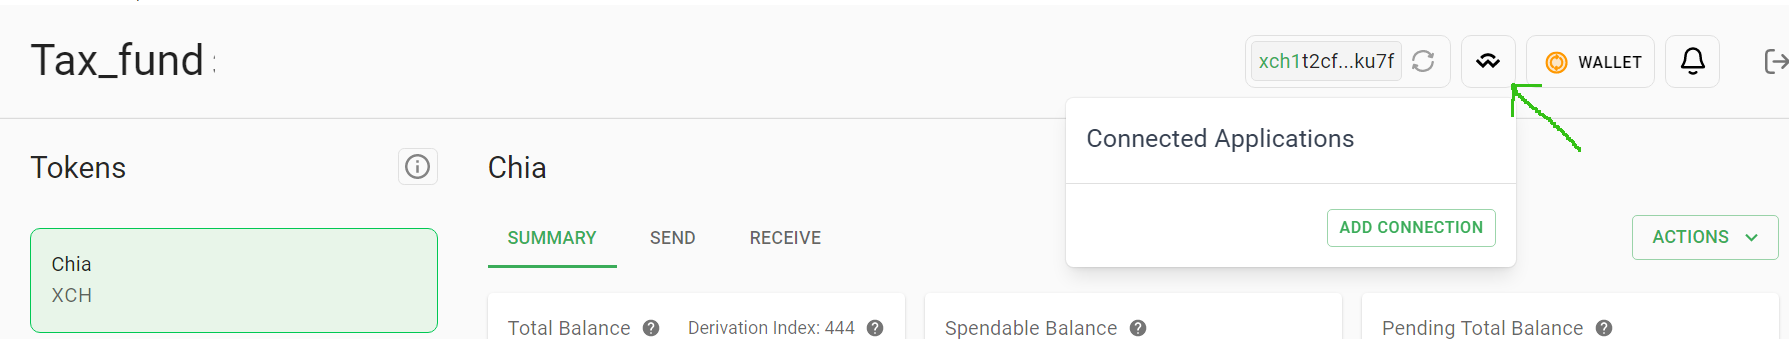 Tax_fund
xch1t2cf...ku7f
WALLET
Connected Applications
ADD CONNECTION
Tokens
Chia
SUMMARY
SEND
RECEIVE
ACTIONS
Chia
XCH
Total Balance
Derivation Index: 444
Spendable Balance
Pending Total Balance